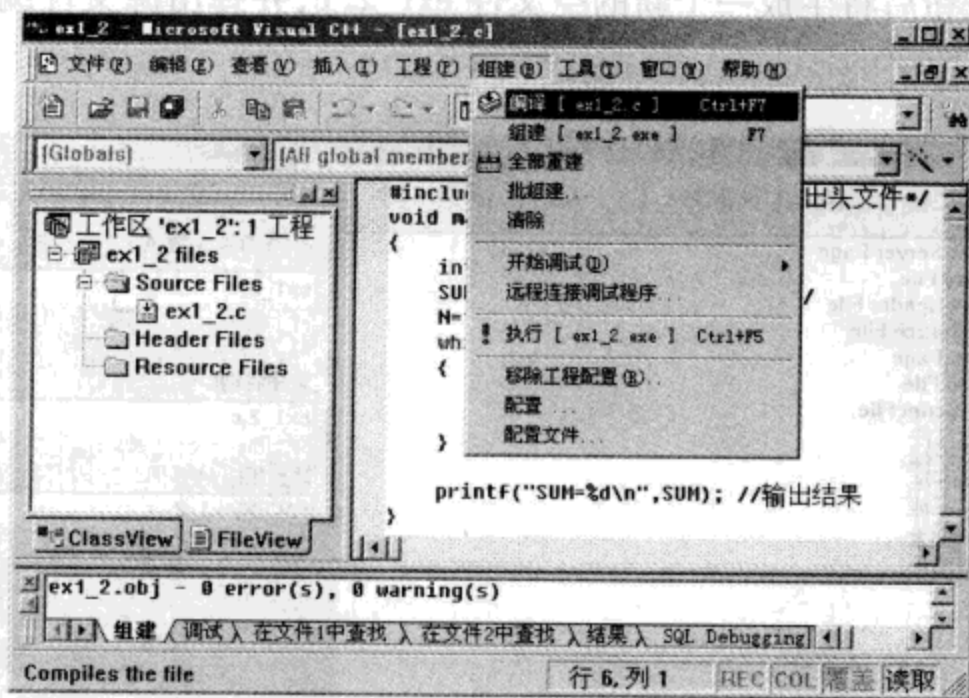 ex1_2 - Microsoft Visual C++ - [ex1_2.c]
文件(F) 编辑(E) 查看(V) 插入(I) 工程(P) 组建(B) 工具(T) 窗口(W) 帮助(H)
[Globals] [All global member
编译 [ ex1_2.c ] Ctrl+F7
组建 [ ex1_2.exe ] F7
全部重建
批组建...
清除
开始调试(D)
远程连接调试程序...
执行 [ ex1_2.exe ] Ctrl+F5
移除工程配置(R)..
配置...
配置文件...
工作区 'ex1_2': 1 工程
ex1_2 files
Source Files
ex1_2.c
Header Files
Resource Files
ClassView FileView
#inclu 出头文件*/
void m
{
in
SU /
N=
whi
{
}
printf("SUM=%d\n",SUM); //输出结果
}
ex1_2.obj - 0 error(s), 0 warning(s)
组建 调试 在文件1中查找 在文件2中查找 结果 SQL Debugging
Compiles the file 行 6, 列 1 REC COL 覆盖 读取